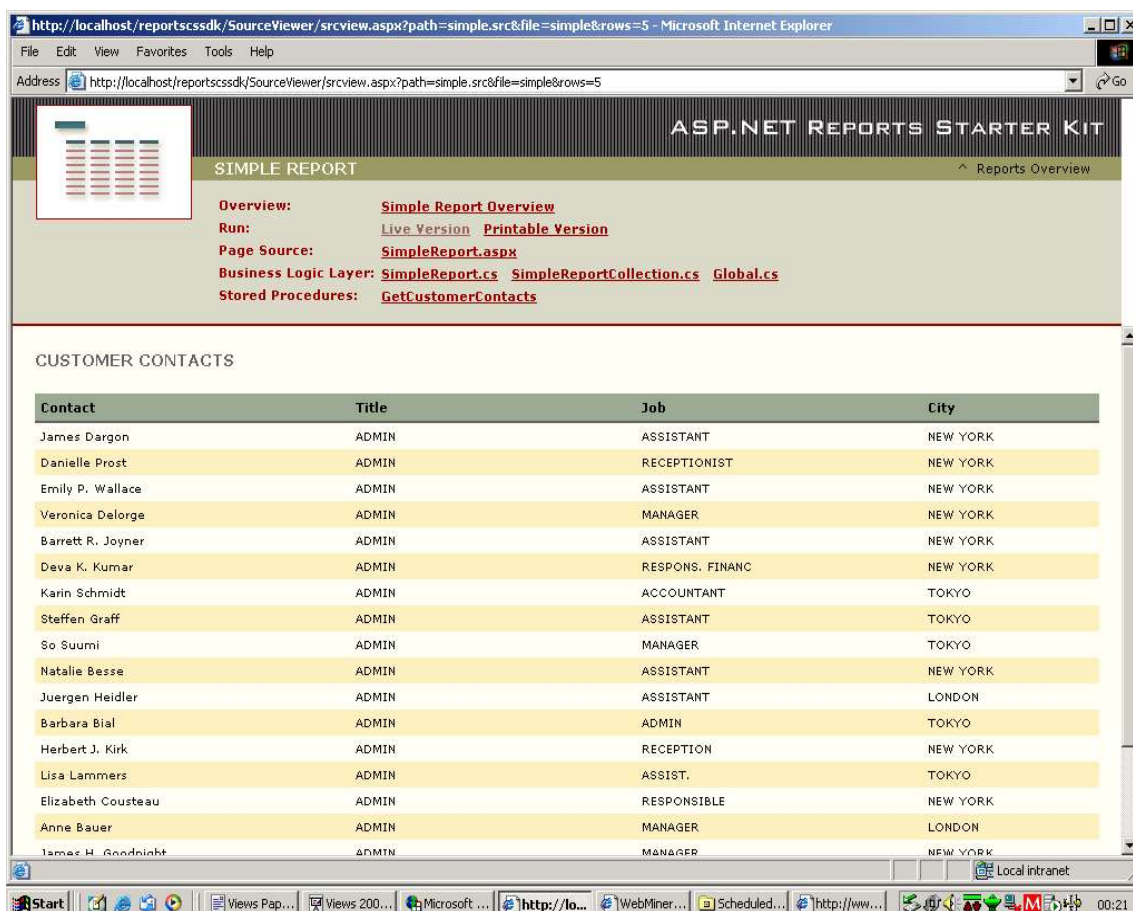 http://localhost/reportscssdk/SourceViewer/srcview.aspx?path=simple.src&file=simple&rows=5 - Microsoft Internet Explorer
File Edit View Favorites Tools Help
Address http://localhost/reportscssdk/SourceViewer/srcview.aspx?path=simple.src&file=simple&rows=5 Go
ASP.NET REPORTS STARTER KIT
SIMPLE REPORT ^ Reports Overview
Overview: Simple Report Overview
Run: Live Version Printable Version
Page Source: SimpleReport.aspx
Business Logic Layer: SimpleReport.cs SimpleReportCollection.cs Global.cs
Stored Procedures: GetCustomerContacts
CUSTOMER CONTACTS
Contact Title Job City
James Dargon ADMIN ASSISTANT NEW YORK
Danielle Prost ADMIN RECEPTIONIST NEW YORK
Emily P. Wallace ADMIN ASSISTANT NEW YORK
Veronica Delorge ADMIN MANAGER NEW YORK
Barrett R. Joyner ADMIN ASSISTANT NEW YORK
Deva K. Kumar ADMIN RESPONS. FINANC NEW YORK
Karin Schmidt ADMIN ACCOUNTANT TOKYO
Steffen Graff ADMIN ASSISTANT TOKYO
So Suumi ADMIN MANAGER TOKYO
Natalie Besse ADMIN ASSISTANT NEW YORK
Juergen Heidler ADMIN ASSISTANT LONDON
Barbara Bial ADMIN ADMIN TOKYO
Herbert J. Kirk ADMIN RECEPTION NEW YORK
Lisa Lammers ADMIN ASSIST. TOKYO
Elizabeth Cousteau ADMIN RESPONSIBLE NEW YORK
Anne Bauer ADMIN MANAGER LONDON
James H. Goodnight ADMIN MANAGER NEW YORK
Local intranet
Start Views Pap... Views 200... Microsoft ... http://lo... WebMiner... Scheduled... http://ww... M 00:21